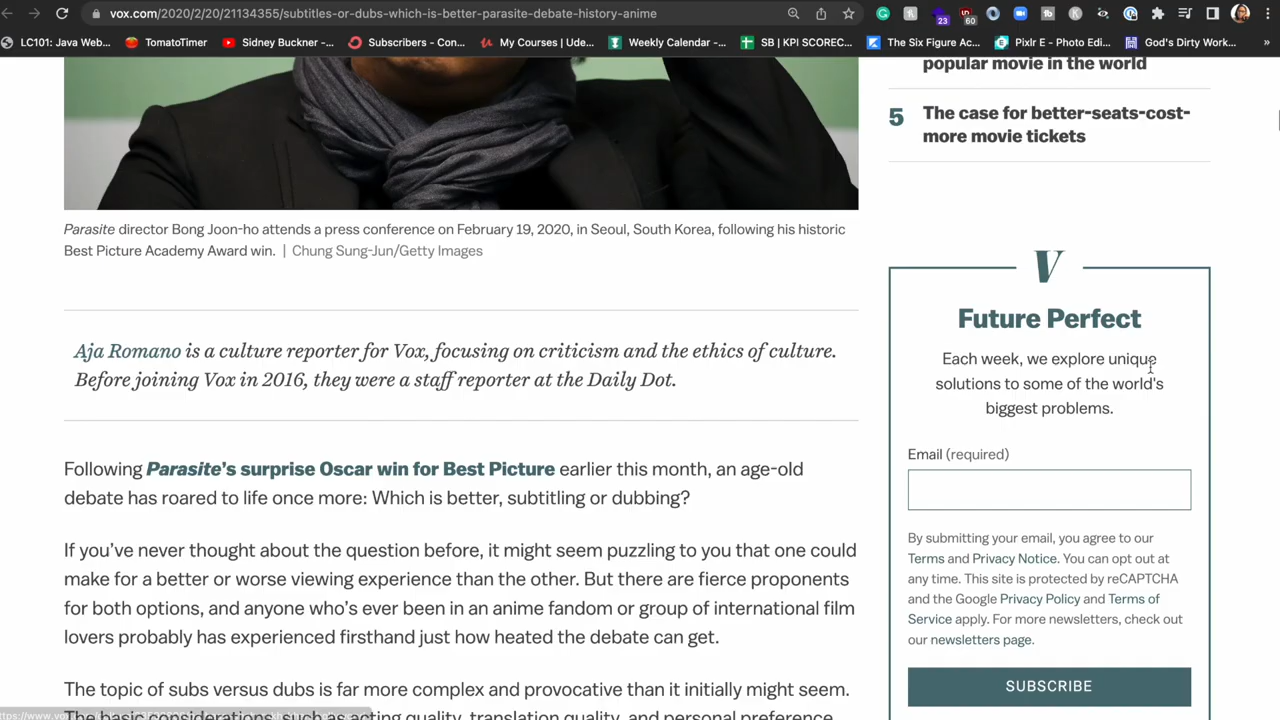 vox.com/2020/2/20/21134355/subtitles-or-dubs-which-is-better-parasite-debate-history-anime
23
60
LC101: Java Web...
TomatoTimer
Sidney Buckner -...
Subscribers - Con...
My Courses | Ude...
Weekly Calendar -...
SB | KPI SCOREC...
The Six Figure Ac...
Pixlr E - Photo Edi...
God's Dirty Work...
»
Parasite director Bong Joon-ho attends a press conference on February 19, 2020, in Seoul, South Korea, following his historic
Best Picture Academy Award win. | Chung Sung-Jun/Getty Images
Aja Romano is a culture reporter for Vox, focusing on criticism and the ethics of culture.
Before joining Vox in 2016, they were a staff reporter at the Daily Dot.
Following Parasite's surprise Oscar win for Best Picture earlier this month, an age-old
debate has roared to life once more: Which is better, subtitling or dubbing?
If you've never thought about the question before, it might seem puzzling to you that one could
make for a better or worse viewing experience than the other. But there are fierce proponents
for both options, and anyone who's ever been in an anime fandom or group of international film
lovers probably has experienced firsthand just how heated the debate can get.
The topic of subs versus dubs is far more complex and provocative than it initially might seem.
The basic considerations, such as acting quality, translation quality, and personal preference
popular movie in the world
5 The case for better-seats-cost-
more movie tickets
V
Future Perfect
Each week, we explore unique
solutions to some of the world's
biggest problems.
Email (required)
By submitting your email, you agree to our
Terms and Privacy Notice. You can opt out at
any time. This site is protected by reCAPTCHA
and the Google Privacy Policy and Terms of
Service apply. For more newsletters, check out
our newsletters page.
SUBSCRIBE